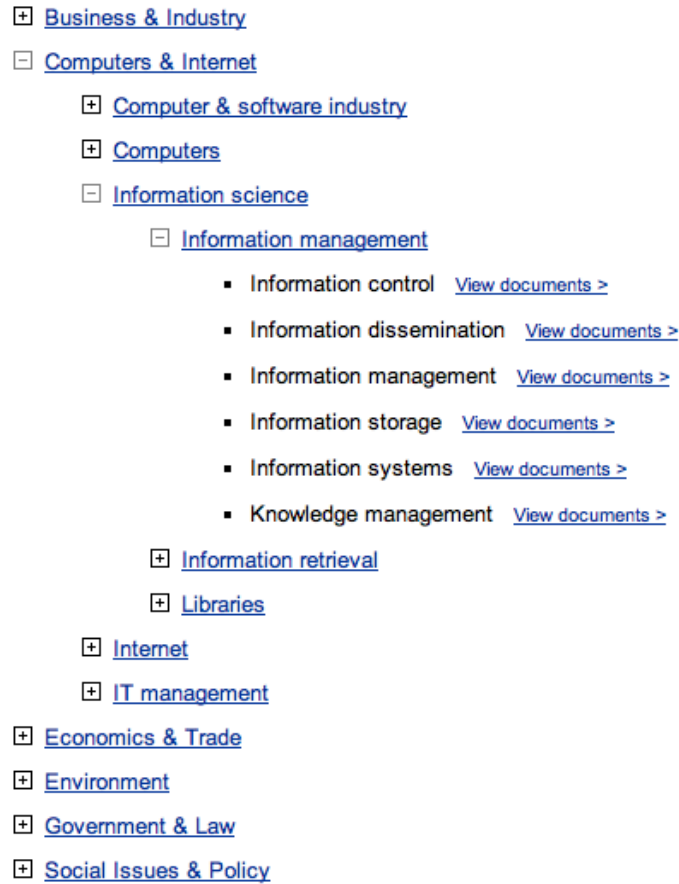 Business & Industry
Computers & Internet
Computer & software industry
Computers
Information science
Information management
Information control View documents >
Information dissemination View documents >
Information management View documents >
Information storage View documents >
Information systems View documents >
Knowledge management View documents >
Information retrieval
Libraries
Internet
IT management
Economics & Trade
Environment
Government & Law
Social Issues & Policy